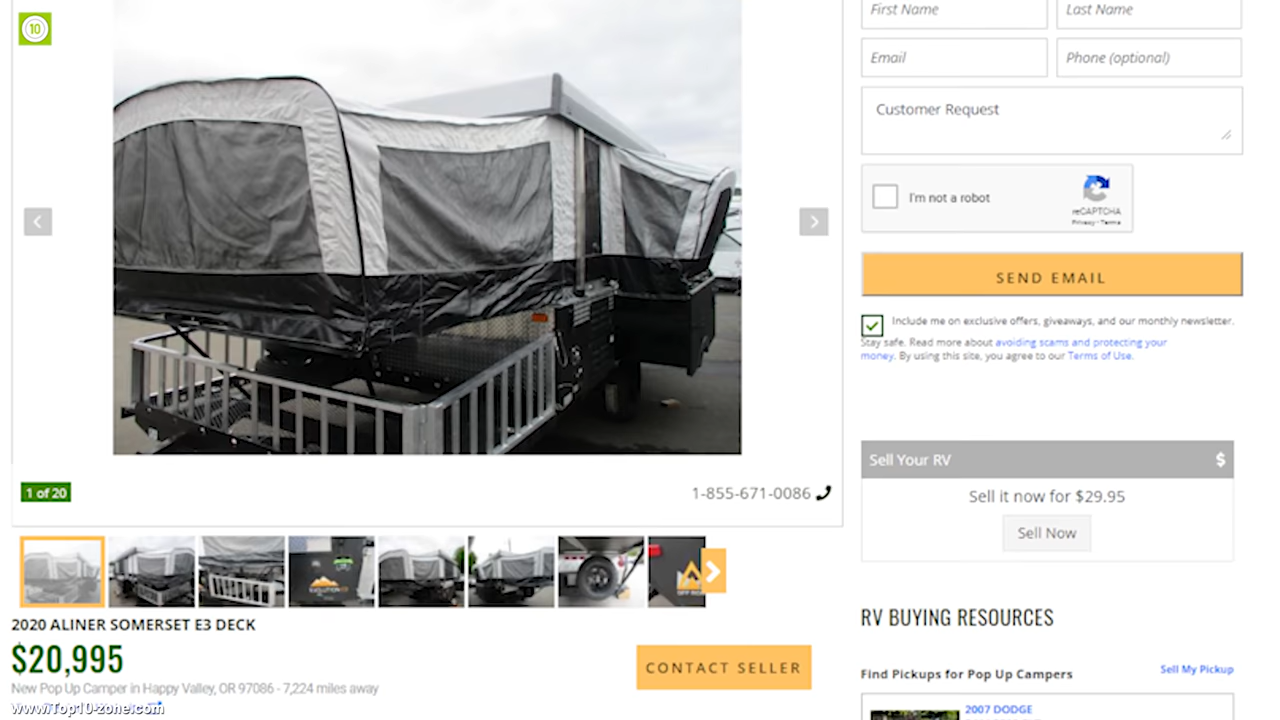 10
First Name
Last Name
Email
Phone (optional)
Customer Request
I'm not a robot
reCAPTCHA
Privacy - Terms
SEND EMAIL
Include me on exclusive offers, giveaways, and our monthly newsletter.
Stay safe. Read more about avoiding scams and protecting your
money. By using this site, you agree to our Terms of Use.
1 of 20
1-855-671-0086
Sell Your RV $
Sell it now for $29.95
Sell Now
2020 ALINER SOMERSET E3 DECK
$20,995
New Pop Up Camper in Happy Valley, OR 97086 - 7,224 miles away
CONTACT SELLER
www.Top10-zone.com
RV BUYING RESOURCES
Find Pickups for Pop Up Campers
Sell My Pickup
2007 DODGE